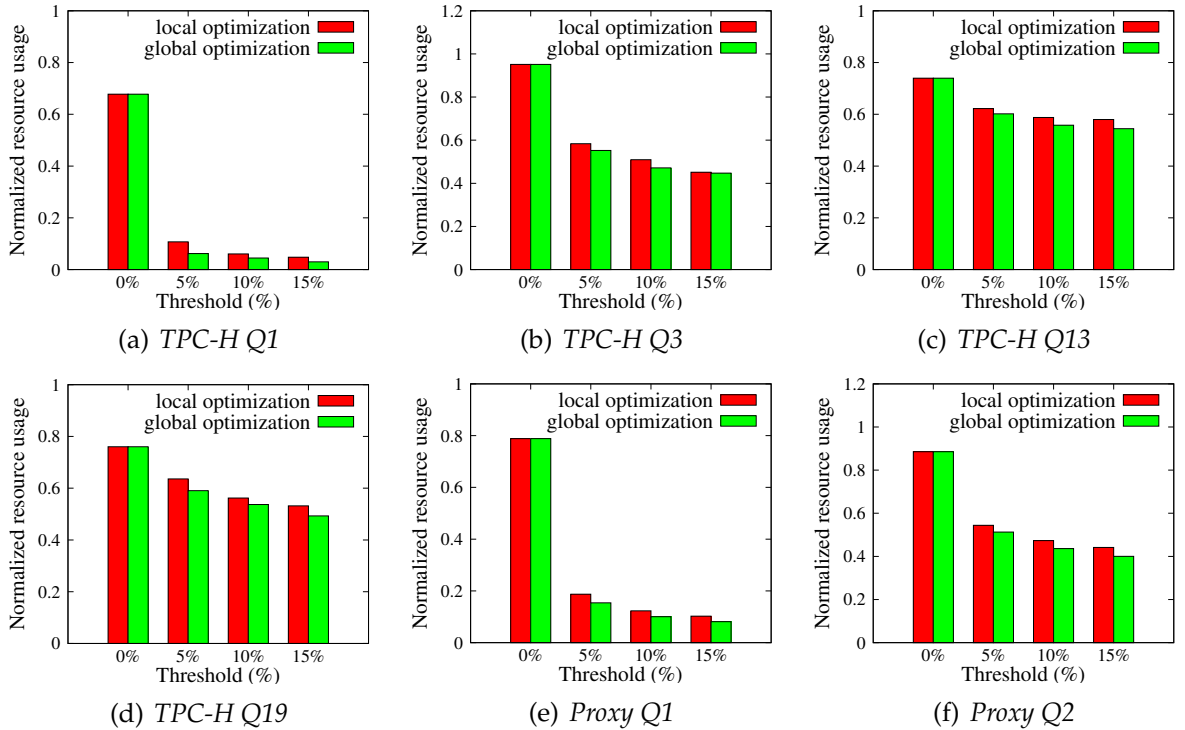 1
0.8
0.6
0.4
0.2
0
0% 5% 10% 15%
Normalized resource usage
Threshold (%)
local optimization
global optimization
(a) TPC-H Q1
1.2
1
0.8
0.6
0.4
0.2
0
0% 5% 10% 15%
Normalized resource usage
Threshold (%)
local optimization
global optimization
(b) TPC-H Q3
1
0.8
0.6
0.4
0.2
0
0% 5% 10% 15%
Normalized resource usage
Threshold (%)
local optimization
global optimization
(c) TPC-H Q13
1
0.8
0.6
0.4
0.2
0
0% 5% 10% 15%
Normalized resource usage
Threshold (%)
local optimization
global optimization
(d) TPC-H Q19
1
0.8
0.6
0.4
0.2
0
0% 5% 10% 15%
Normalized resource usage
Threshold (%)
local optimization
global optimization
(e) Proxy Q1
1.2
1
0.8
0.6
0.4
0.2
0
0% 5% 10% 15%
Normalized resource usage
Threshold (%)
local optimization
global optimization
(f) Proxy Q2